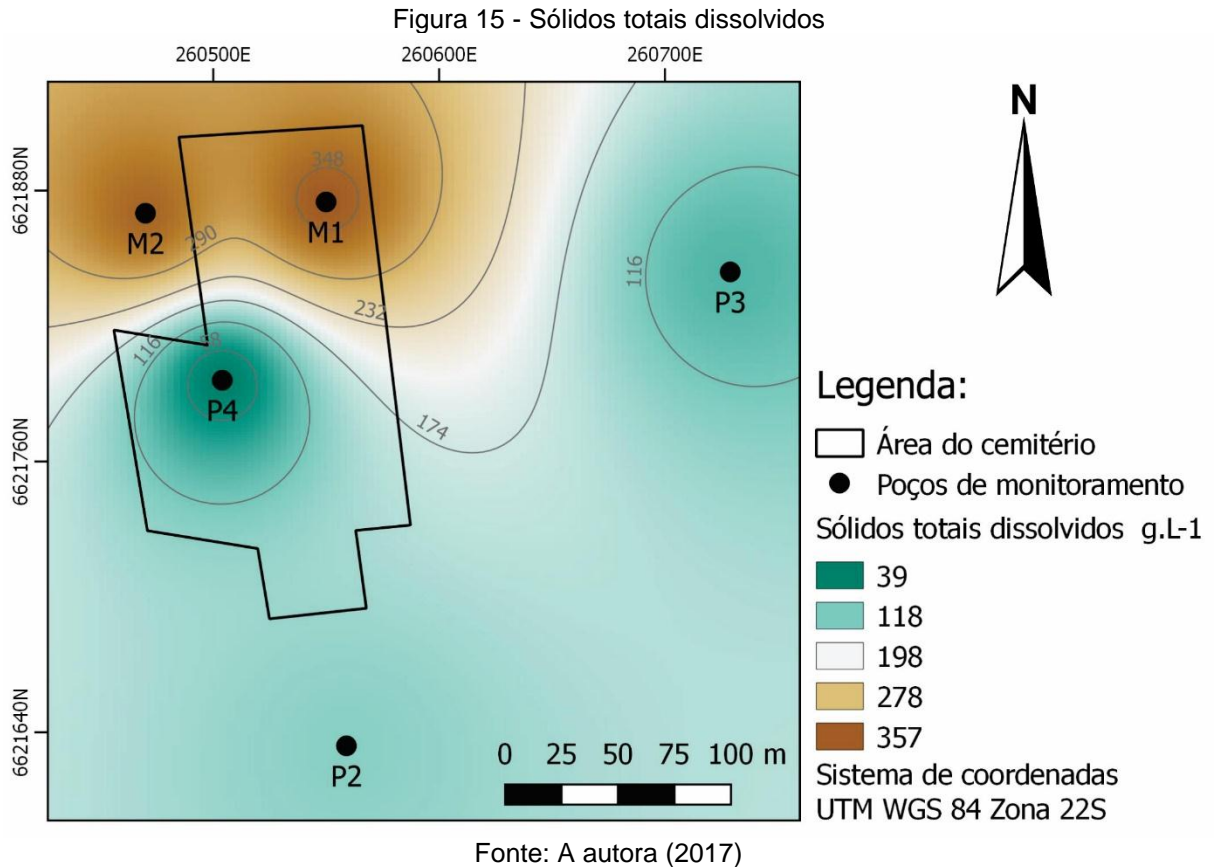 Figura 15 - Sólidos totais dissolvidos
260500E 260600E 260700E
6621880N
6621760N
6621640N
348
M2
M1
290
232
116
P3
116
58
P4
174
P2
0 25 50 75 100 m
N
Legenda:
Área do cemitério
Poços de monitoramento
Sólidos totais dissolvidos g.L-1
39
118
198
278
357
Sistema de coordenadas
UTM WGS 84 Zona 22S
Fonte: A autora (2017)